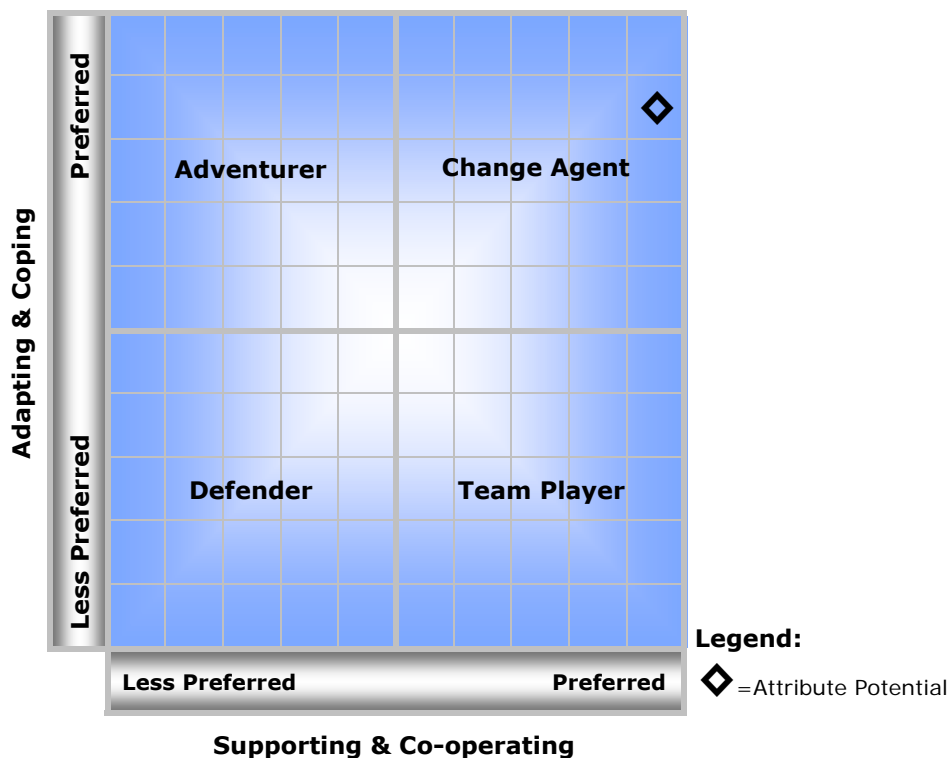 Adapting & Coping
Preferred
Less Preferred
Adventurer
Change Agent
Defender
Team Player
Less Preferred
Preferred
Supporting & Co-operating
Legend:
=Attribute Potential